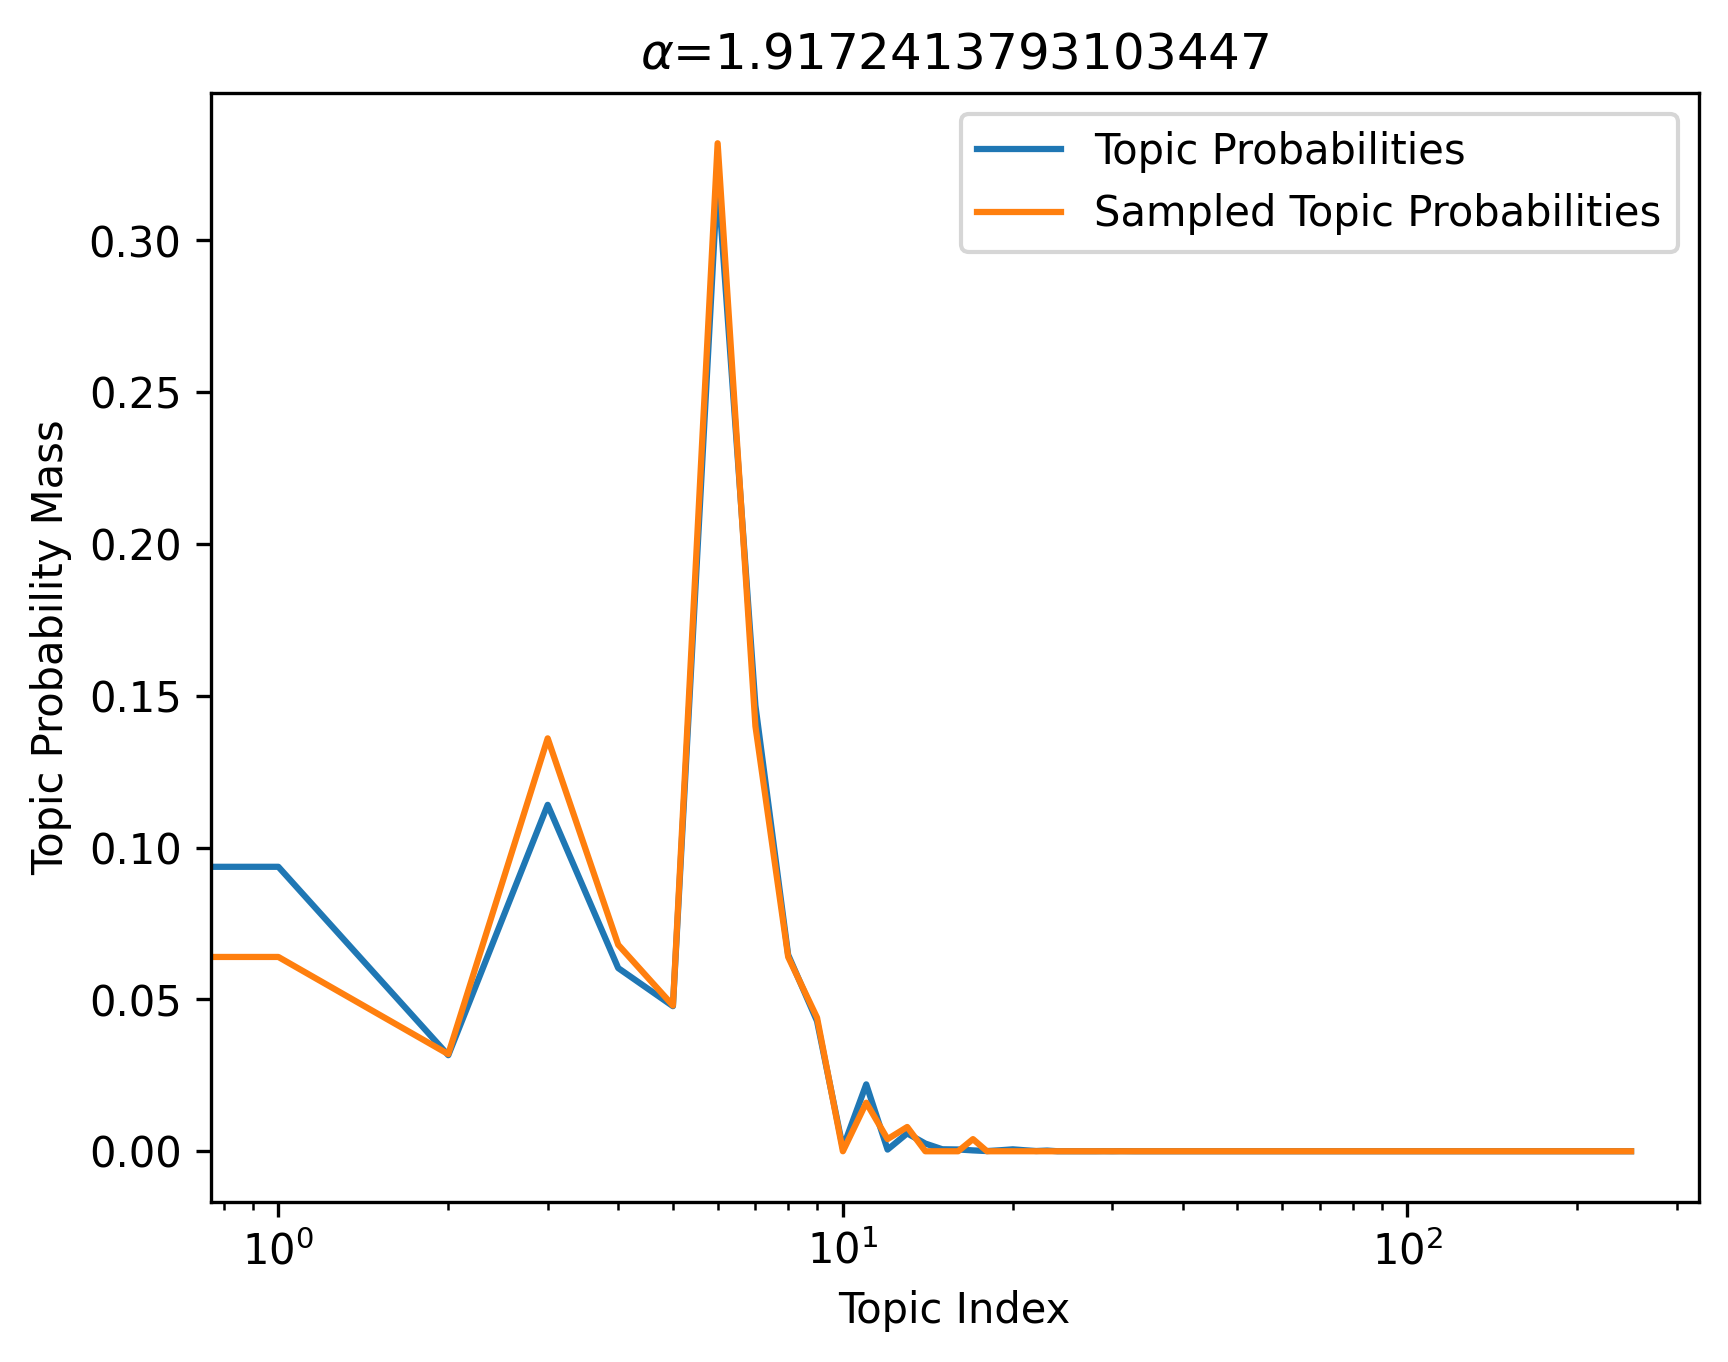 α=1.9172413793103447
Topic Probabilities
Sampled Topic Probabilities
0.30
0.25
0.20
0.15
0.10
0.05
0.00
Topic Probability Mass
10⁰
10¹
10²
Topic Index